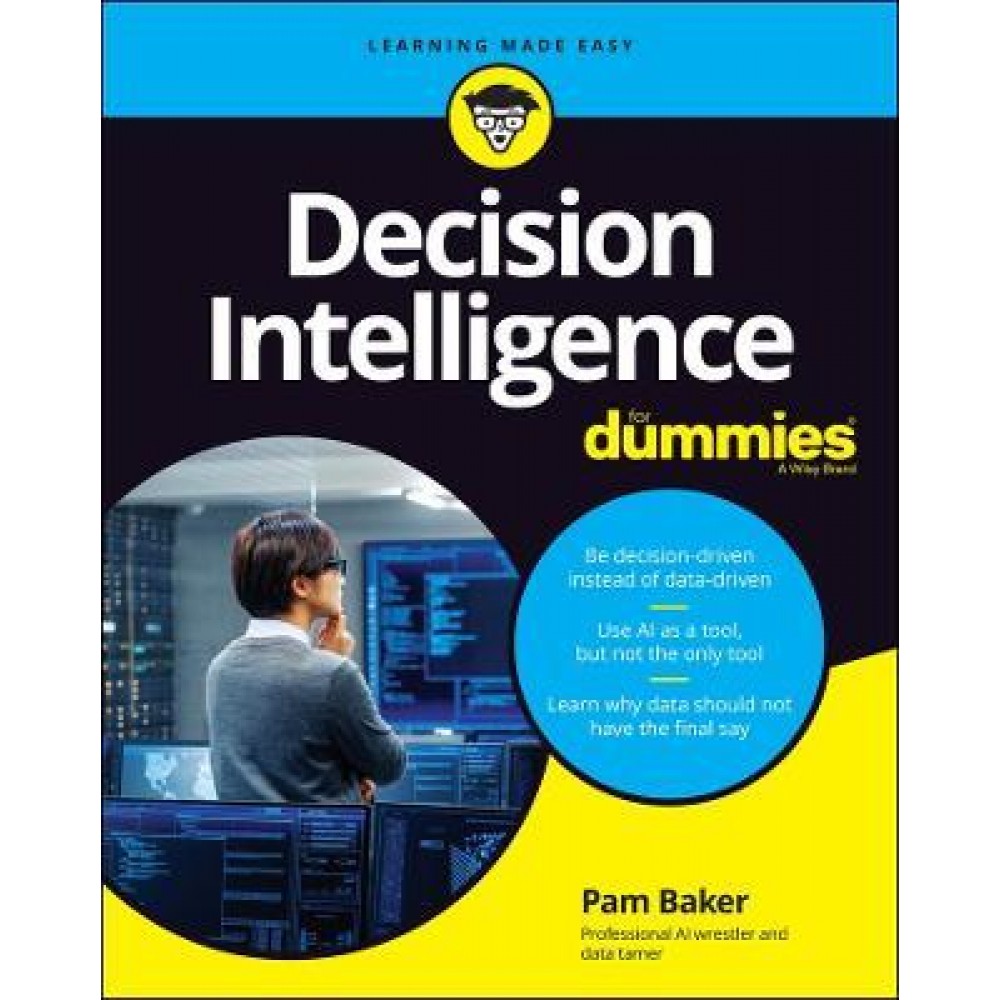 LEARNING MADE EASY
Decision
Intelligence
for
dummies®
A Wiley Brand
Be decision-driven
instead of data-driven
Use AI as a tool,
but not the only tool
Learn why data should not
have the final say
Pam Baker
Professional AI wrestler and
data tamer